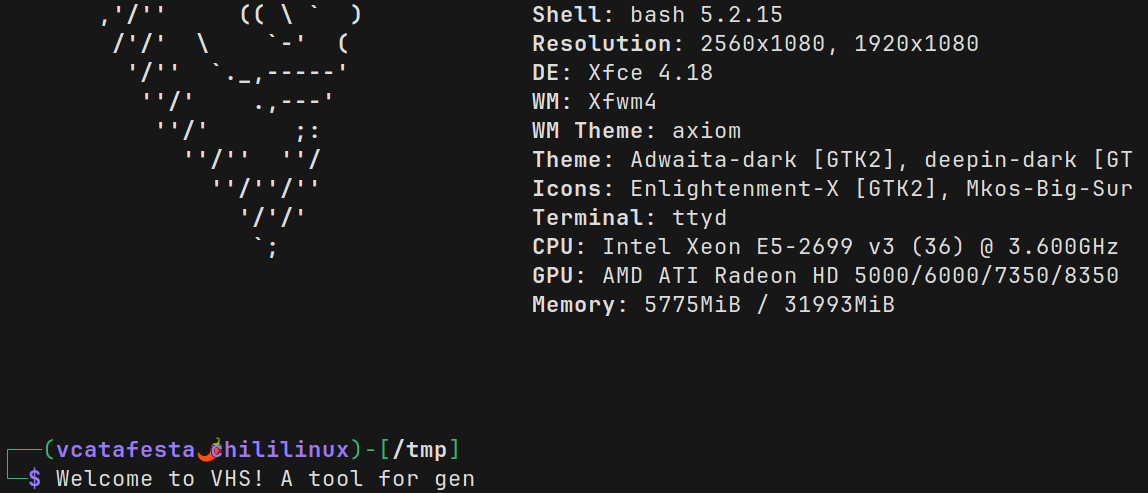 Shell: bash 5.2.15
Resolution: 2560x1080, 1920x1080
DE: Xfce 4.18
WM: Xfwm4
WM Theme: axiom
Theme: Adwaita-dark [GTK2], deepin-dark [GT
Icons: Enlightenment-X [GTK2], Mkos-Big-Sur
Terminal: ttyd
CPU: Intel Xeon E5-2699 v3 (36) @ 3.600GHz
GPU: AMD ATI Radeon HD 5000/6000/7350/8350
Memory: 5775MiB / 31993MiB
(vcatafesta🌶chililinux)-[/tmp]
$ Welcome to VHS! A tool for gen